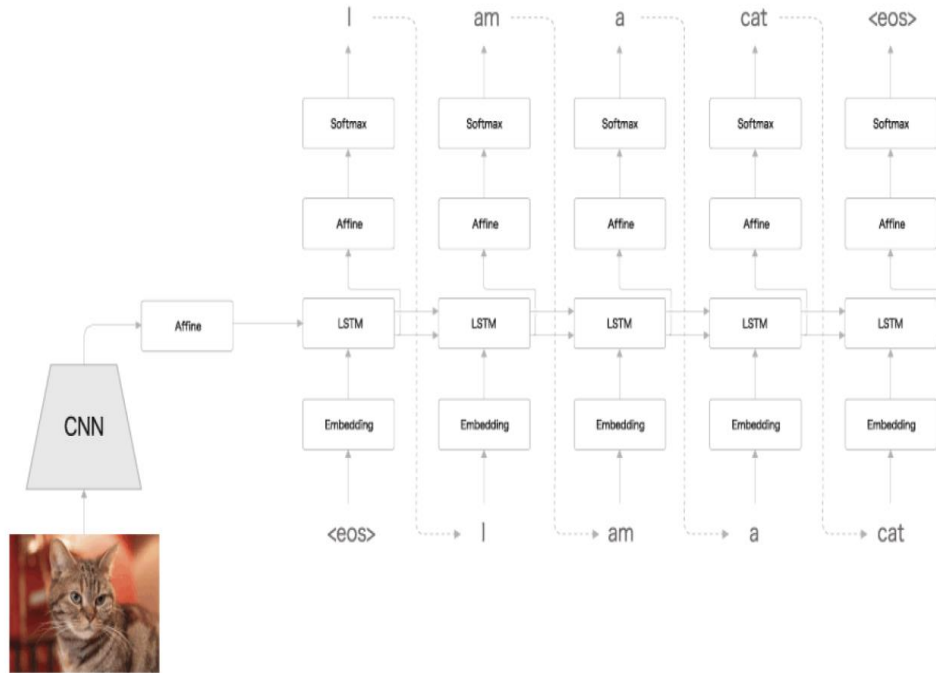 I am a cat <eos>
Softmax Softmax Softmax Softmax Softmax
Affine Affine Affine Affine Affine
Affine LSTM LSTM LSTM LSTM LSTM
CNN Embedding Embedding Embedding Embedding Embedding
<eos> I am a cat